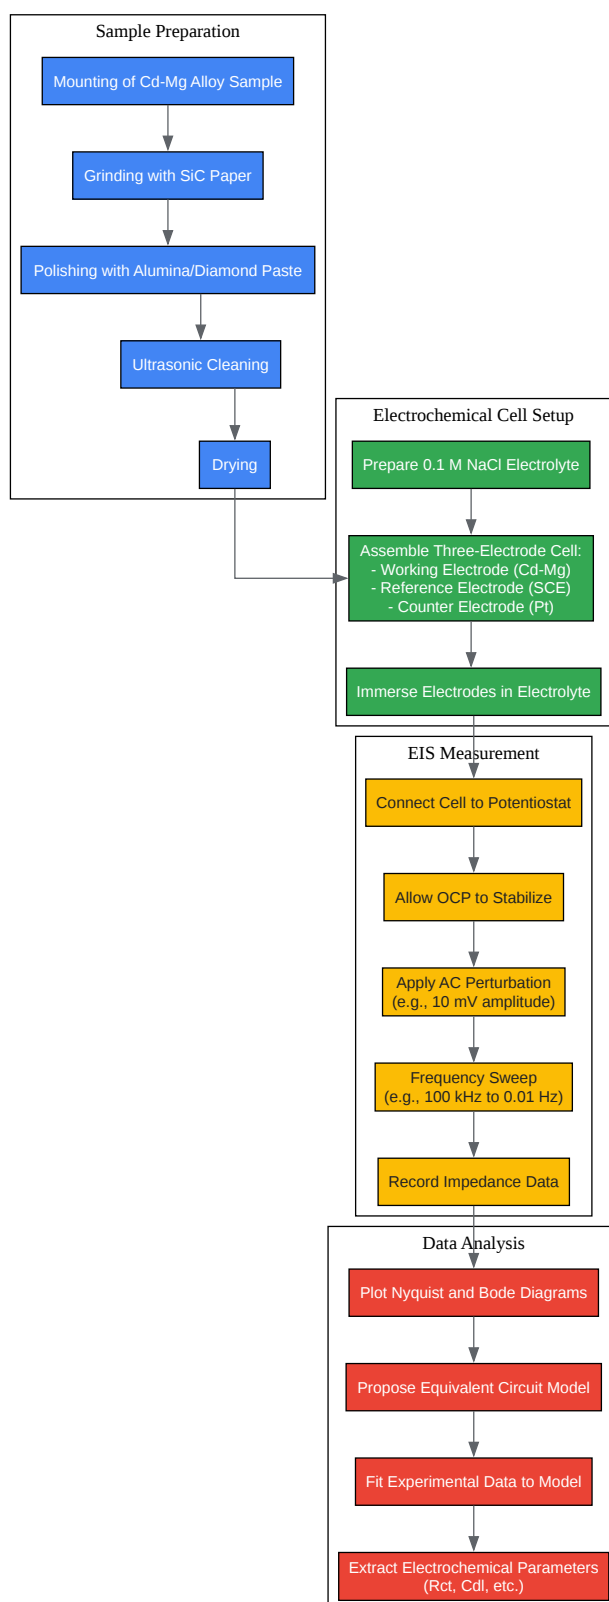 Sample Preparation
Mounting of Cd-Mg Alloy Sample
Grinding with SiC Paper
Polishing with Alumina/Diamond Paste
Ultrasonic Cleaning
Drying
Electrochemical Cell Setup
Prepare 0.1 M NaCl Electrolyte
Assemble Three-Electrode Cell:
- Working Electrode (Cd-Mg)
- Reference Electrode (SCE)
- Counter Electrode (Pt)
Immerse Electrodes in Electrolyte
EIS Measurement
Connect Cell to Potentiostat
Allow OCP to Stabilize
Apply AC Perturbation
(e.g., 10 mV amplitude)
Frequency Sweep
(e.g., 100 kHz to 0.01 Hz)
Record Impedance Data
Data Analysis
Plot Nyquist and Bode Diagrams
Propose Equivalent Circuit Model
Fit Experimental Data to Model
Extract Electrochemical Parameters
(Rct, Cdl, etc.)